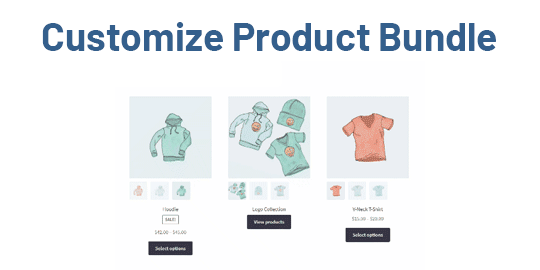 Customize Product Bundle
Hoodie
SALE!
$42.00 - $45.00
Select options
Logo Collection
View products
V-Neck T-Shirt
$15.00 - $20.00
Select options